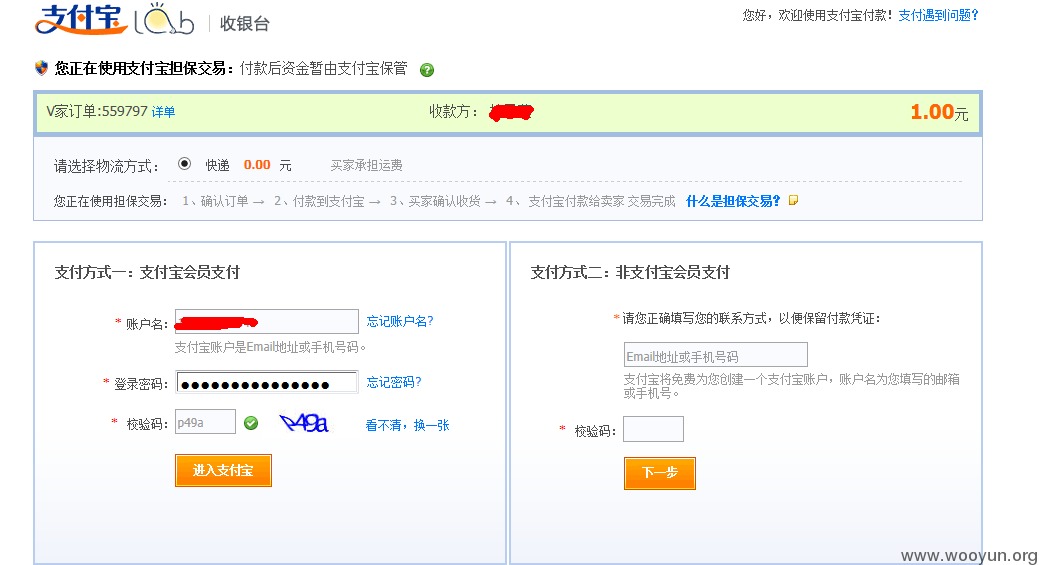 支付宝 Lab 收银台
您好，欢迎使用支付宝付款！ 支付遇到问题？
您正在使用支付宝担保交易：付款后资金暂由支付宝保管 ?
V家订单:559797 详单 收款方： 1.00元
请选择物流方式： 快递 0.00 元 买家承担运费
您正在使用担保交易： 1、确认订单 → 2、付款到支付宝 → 3、买家确认收货 → 4、 支付宝付款给卖家 交易完成 什么是担保交易？
支付方式一：支付宝会员支付
* 账户名： 忘记账户名？
支付宝账户是Email地址或手机号码。
* 登录密码： ●●●●●●●●●●●●●●● 忘记密码？
* 校验码： p49a p49a 看不清，换一张
进入支付宝
支付方式二：非支付宝会员支付
*请您正确填写您的联系方式，以便保留付款凭证：
Email地址或手机号码
支付宝将免费为您创建一个支付宝账户，账户名为您填写的邮箱
或手机号。
* 校验码：
下一步
www.wooyun.org